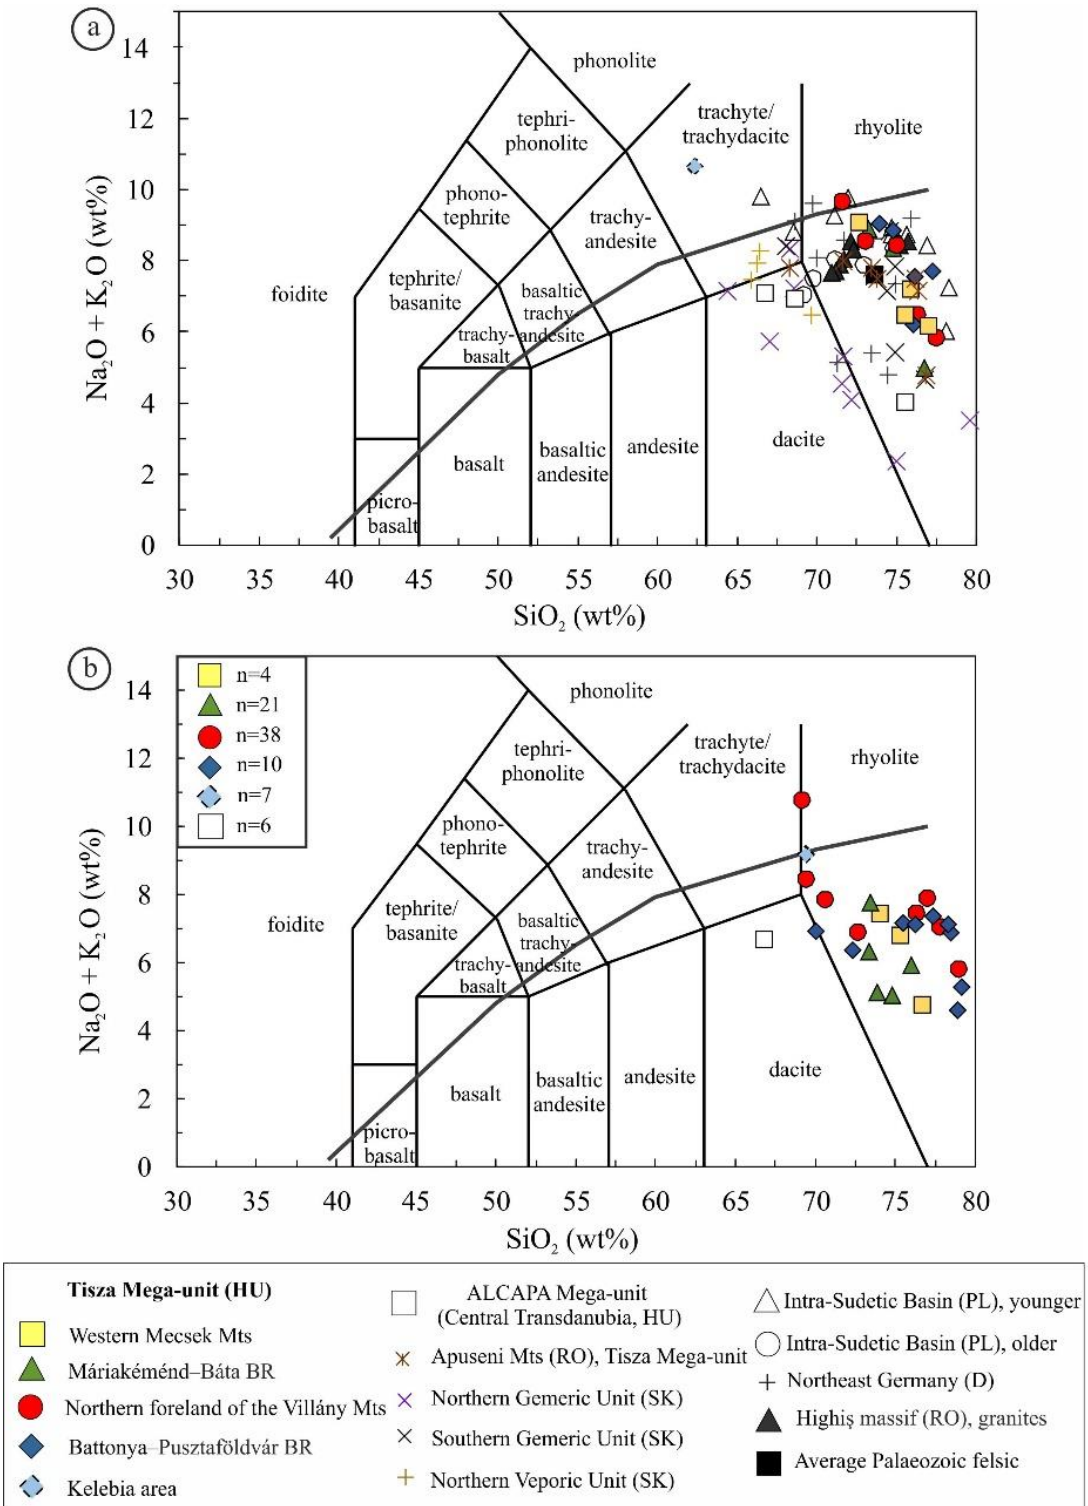 a
phonolite
tephri-
phonolite
trachyte/
trachydacite
rhyolite
phono-
tephrite
trachy-
andesite
foidite
tephrite/
basanite
basaltic
trachy-
andesite
trachy-
basalt
basalt
basaltic
andesite
andesite
dacite
picro-
basalt
14
12
10
8
6
4
2
0
Na₂O + K₂O (wt%)
30 35 40 45 50 55 60 65 70 75 80
SiO₂ (wt%)
b
n=4
n=21
n=38
n=10
n=7
n=6
phonolite
tephri-
phonolite
trachyte/
trachydacite
rhyolite
phono-
tephrite
trachy-
andesite
foidite
tephrite/
basanite
basaltic
trachy-
andesite
trachy-
basalt
basalt
basaltic
andesite
andesite
dacite
picro-
basalt
14
12
10
8
6
4
2
0
Na₂O + K₂O (wt%)
30 35 40 45 50 55 60 65 70 75 80
SiO₂ (wt%)
Tisza Mega-unit (HU)
Western Mecsek Mts
Máriakéménd–Báta BR
Northern foreland of the Villány Mts
Battonya–Pusztaföldvár BR
Kelebia area
ALCAPA Mega-unit
(Central Transdanubia, HU)
Apuseni Mts (RO), Tisza Mega-unit
Northern Gemeric Unit (SK)
Southern Gemeric Unit (SK)
Northern Veporic Unit (SK)
Intra-Sudetic Basin (PL), younger
Intra-Sudetic Basin (PL), older
Northeast Germany (D)
Highiș massif (RO), granites
Average Palaeozoic felsic